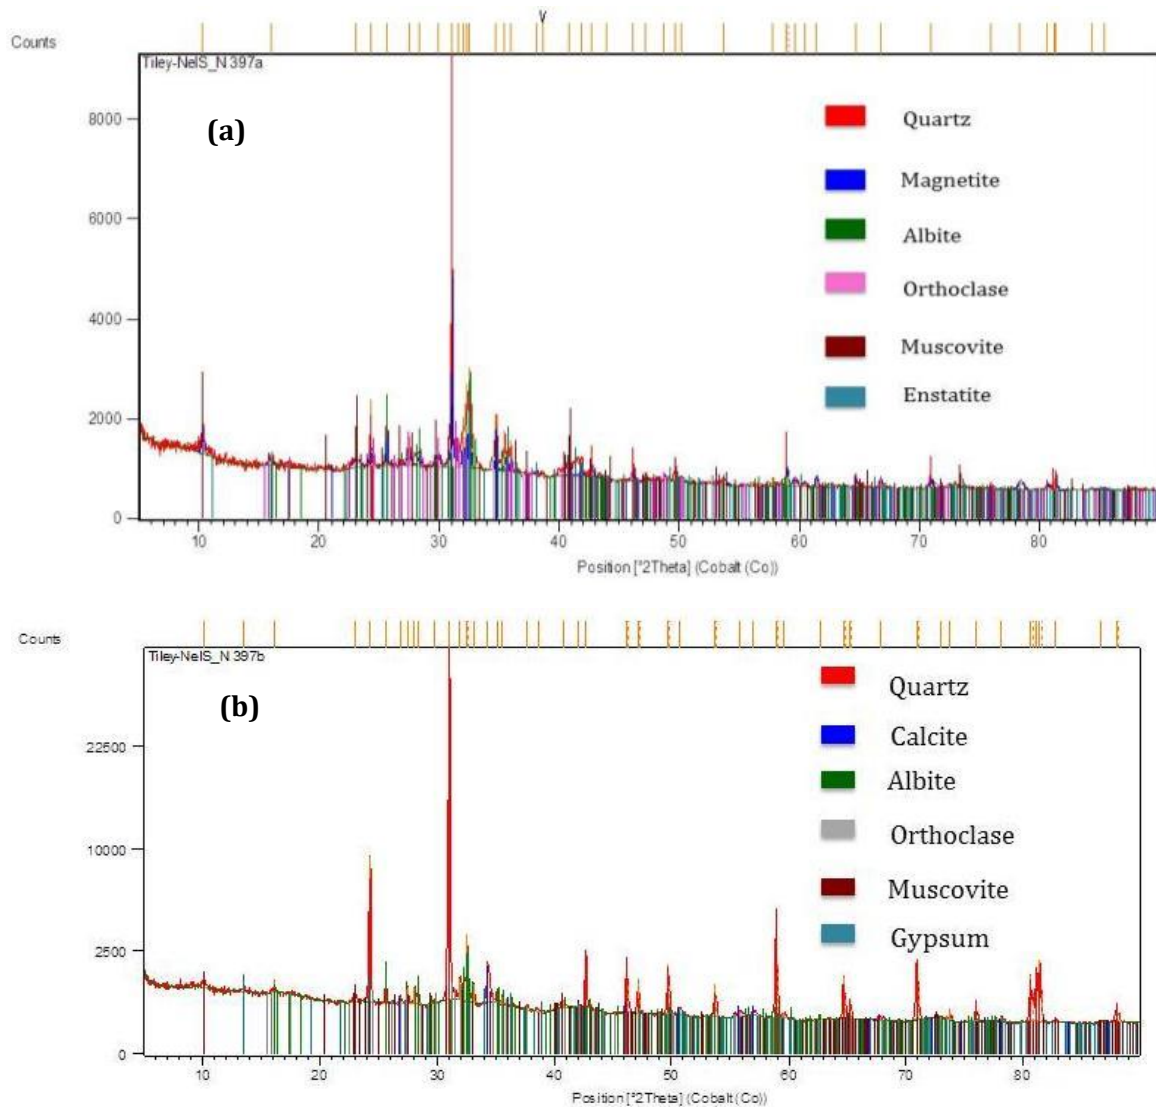 Counts
Tiley-NelS_N 397a
(a)
8000
6000
4000
2000
0
Quartz
Magnetite
Albite
Orthoclase
Muscovite
Enstatite
10 20 30 40 50 60 70 80
Position [°2Theta] (Cobalt (Co))
Counts
Tiley-NelS_N 397b
(b)
22500
10000
2500
0
Quartz
Calcite
Albite
Orthoclase
Muscovite
Gypsum
10 20 30 40 50 60 70 80
Position [°2Theta] (Cobalt (Co))